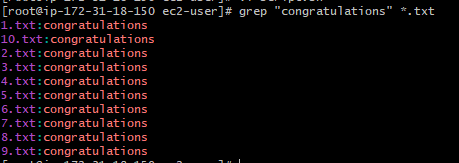 [root@ip-172-31-18-150 ec2-user]# grep "congratulations" *.txt
1.txt:congratulations
10.txt:congratulations
2.txt:congratulations
3.txt:congratulations
4.txt:congratulations
5.txt:congratulations
6.txt:congratulations
7.txt:congratulations
8.txt:congratulations
9.txt:congratulations